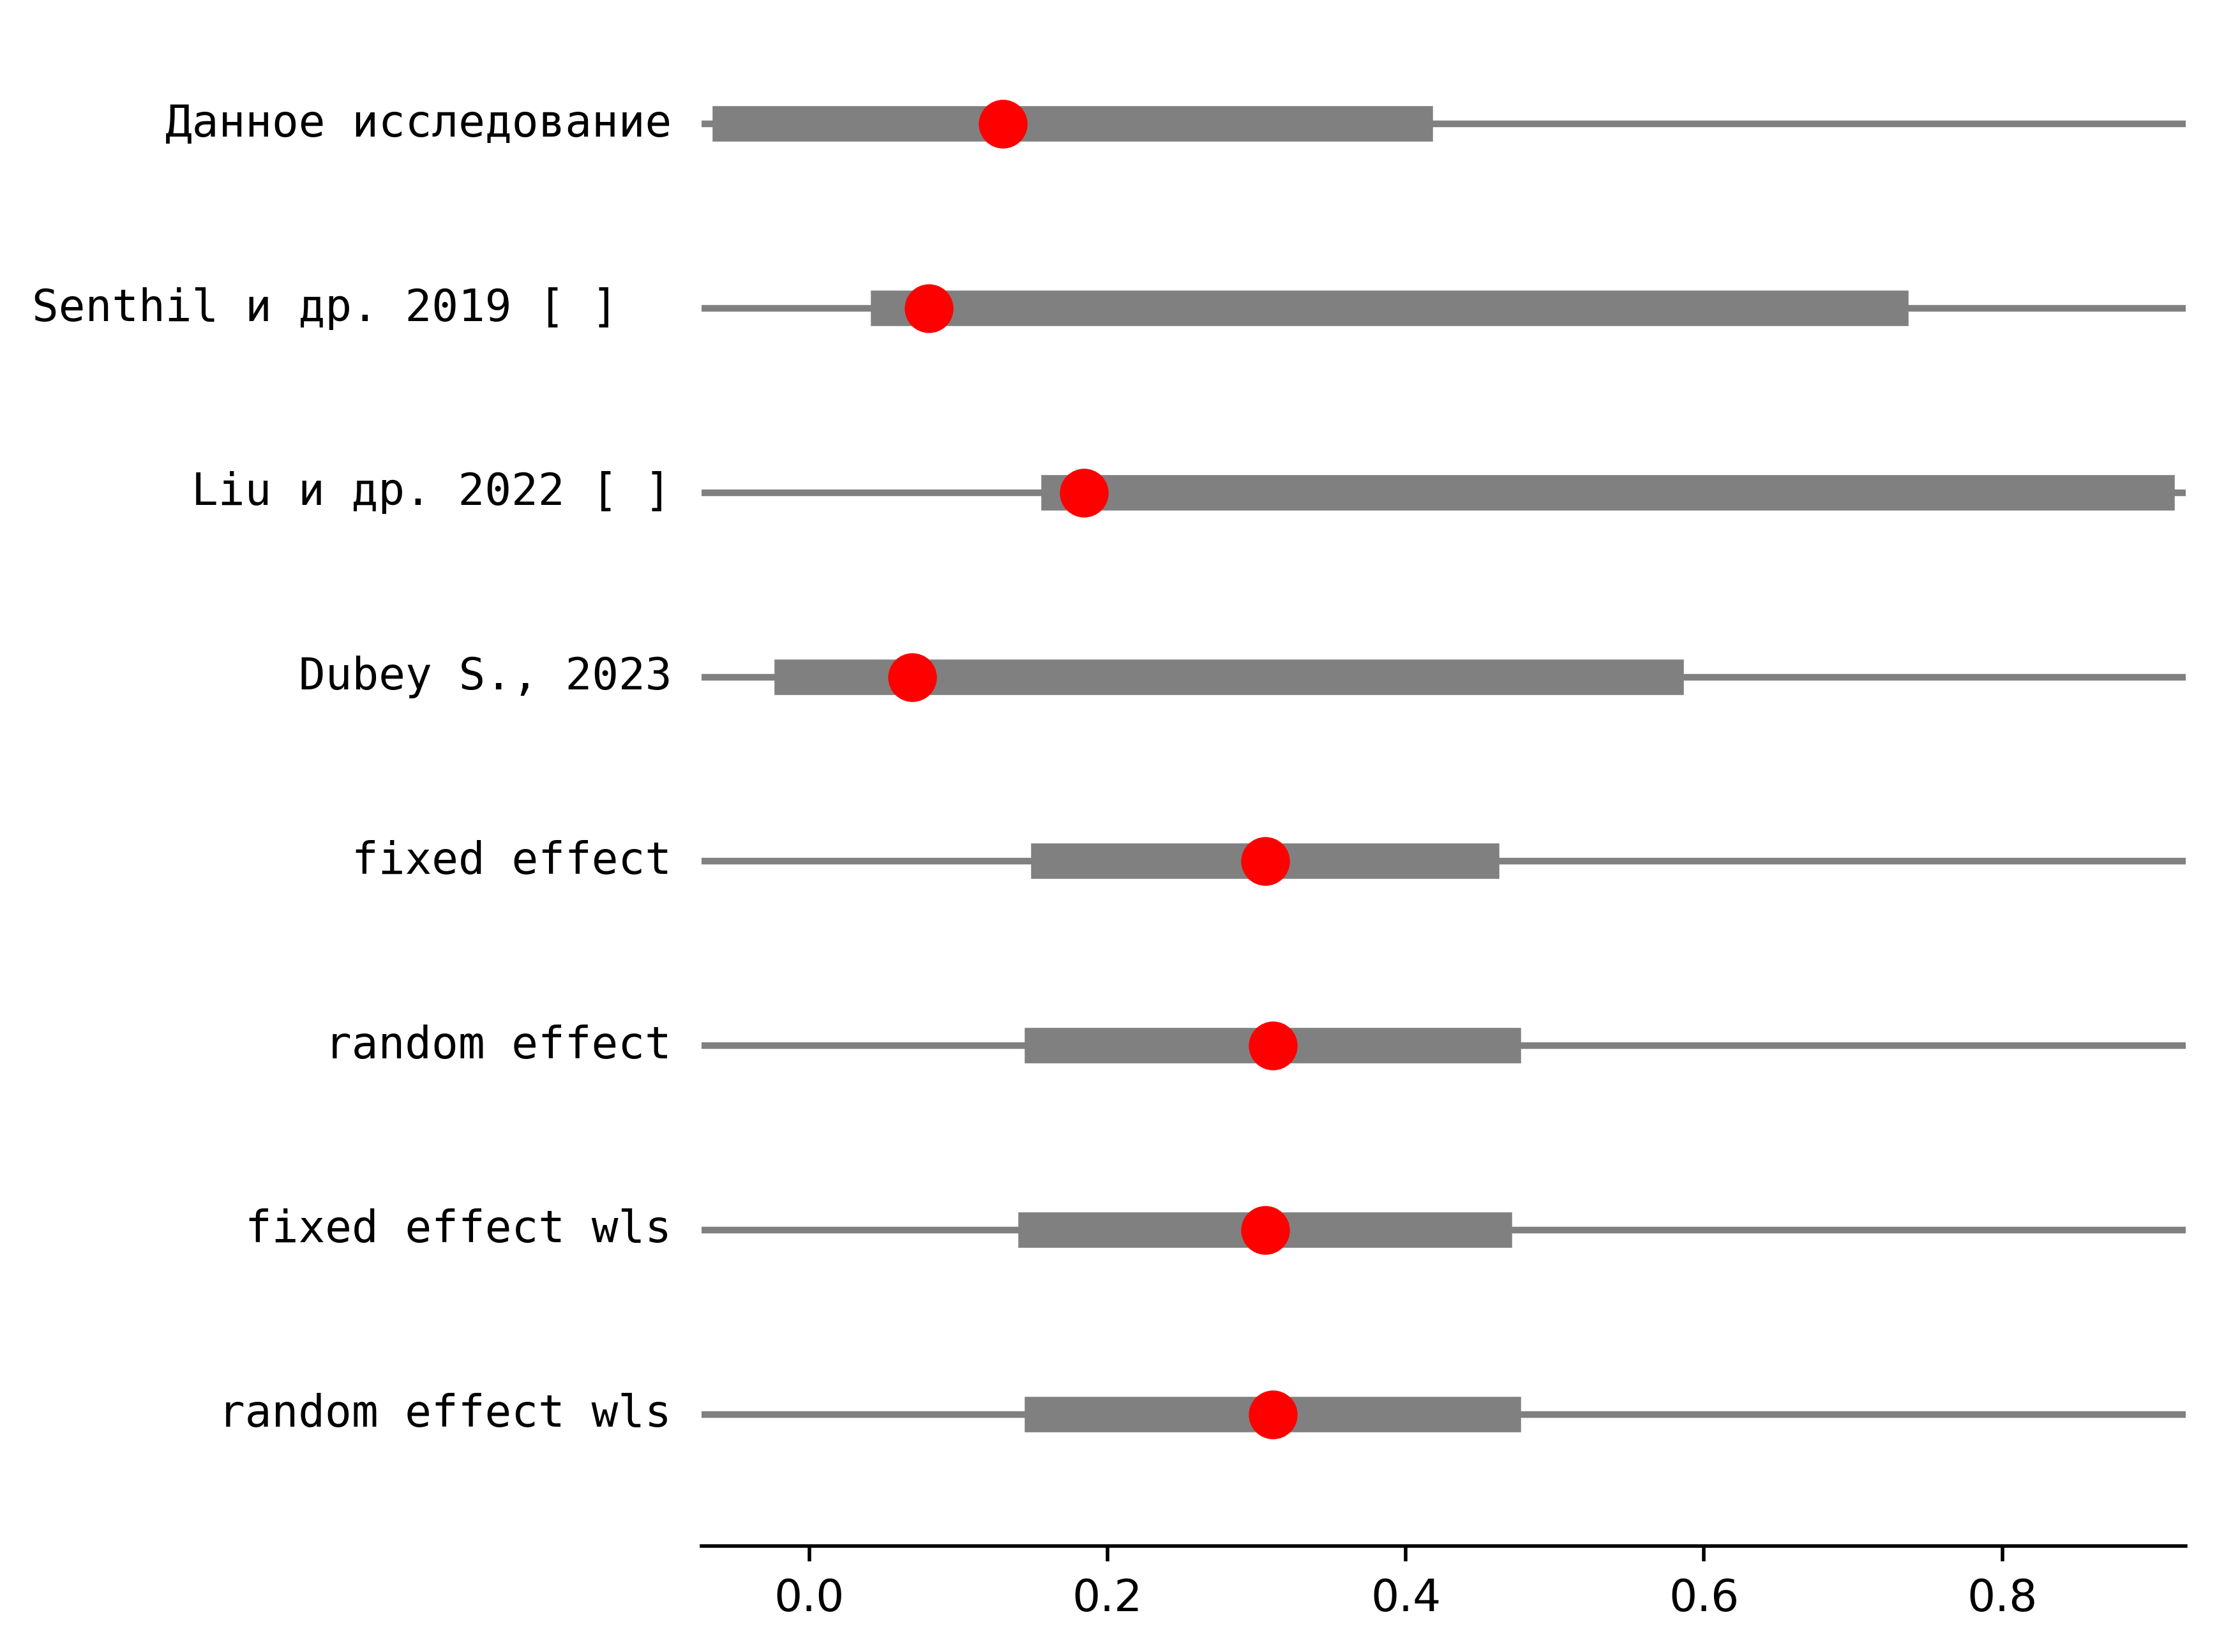 Данное исследование
Senthil и др. 2019 [ ]
Liu и др. 2022 [ ]
Dubey S., 2023
fixed effect
random effect
fixed effect wls
random effect wls
0.0 0.2 0.4 0.6 0.8